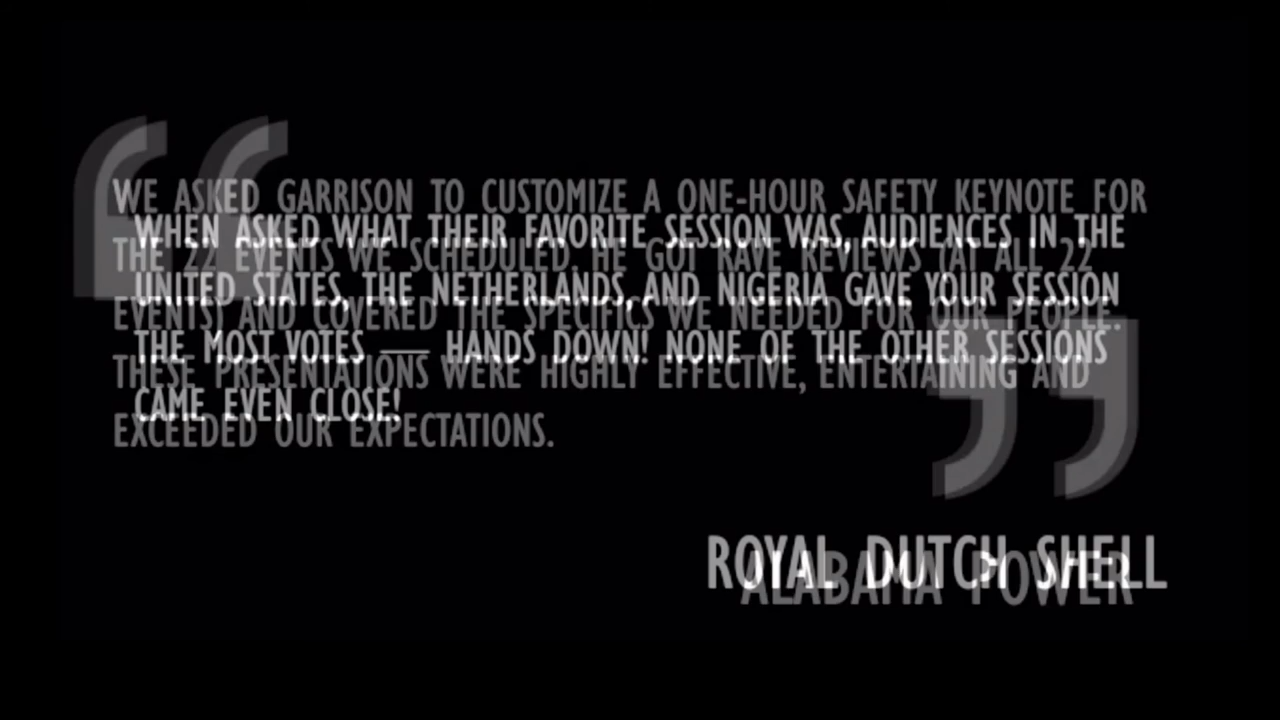 WE ASKED GARRISON TO CUSTOMIZE A ONE-HOUR SAFETY KEYNOTE FOR
THE 22 EVENTS WE SCHEDULED. HE GOT RAVE REVIEWS (AT ALL 22
EVENTS) AND COVERED THE SPECIFICS WE NEEDED FOR OUR PEOPLE.
THESE PRESENTATIONS WERE HIGHLY EFFECTIVE, ENTERTAINING AND
EXCEEDED OUR EXPECTATIONS.
ALABAMA POWER
WHEN ASKED WHAT THEIR FAVORITE SESSION WAS, AUDIENCES IN THE
UNITED STATES, THE NETHERLANDS, AND NIGERIA GAVE YOUR SESSION
THE MOST VOTES — HANDS DOWN! NONE OF THE OTHER SESSIONS
CAME EVEN CLOSE!
ROYAL DUTCH SHELL